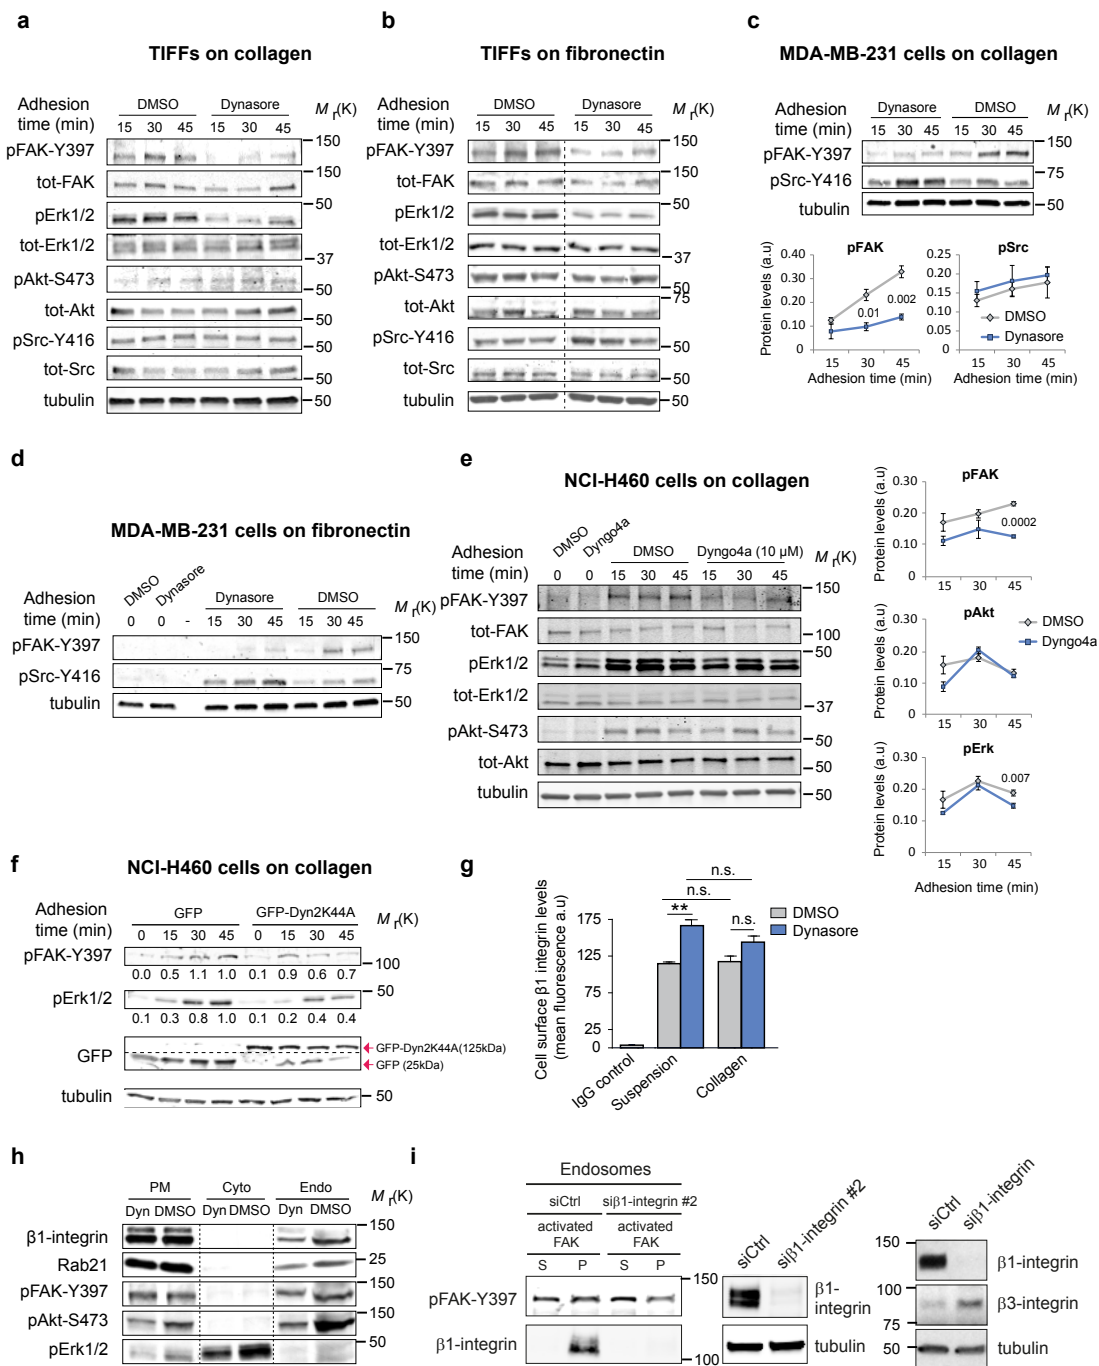 a
TIFFs on collagen
Adhesion time (min)
DMSO Dynasore
M r(K)
15 30 45 15 30 45
pFAK-Y397
150
tot-FAK
150
pErk1/2
50
tot-Erk1/2
37
pAkt-S473
50
tot-Akt
50
pSrc-Y416
tot-Src
50
tubulin
50
b
TIFFs on fibronectin
Adhesion time (min)
DMSO Dynasore
M r(K)
15 30 45 15 30 45
pFAK-Y397
150
tot-FAK
150
pErk1/2
50
tot-Erk1/2
37
pAkt-S473
50
tot-Akt
75
pSrc-Y416
50
tot-Src
50
tubulin
50
c
MDA-MB-231 cells on collagen
Adhesion time (min)
Dynasore DMSO
M r(K)
15 30 45 15 30 45
pFAK-Y397
150
pSrc-Y416
75
tubulin
50
pFAK
Protein levels (a.u)
0.40
0.30
0.20
0.10
0
0.002
0.01
15 30 45
pSrc
0.25
0.20
0.15
0.10
0.05
0
DMSO
Dynasore
15 30 45
Adhesion time (min) Adhesion time (min)
d
MDA-MB-231 cells on fibronectin
DMSO Dynasore
Adhesion time (min)
Dynasore DMSO
M r(K)
0 0 - 15 30 45 15 30 45
pFAK-Y397
150
pSrc-Y416
75
tubulin
50
e
NCI-H460 cells on collagen
DMSO Dyngo4a
Adhesion time (min)
DMSO Dyngo4a (10 µM)
M r(K)
0 0 15 30 45 15 30 45
pFAK-Y397
150
tot-FAK
100
pErk1/2
50
tot-Erk1/2
37
pAkt-S473
50
tot-Akt
50
tubulin
50
pFAK
Protein levels (a.u)
0.30
0.20
0.10
0
0.0002
15 30 45
pAkt
Protein levels (a.u)
0.30
0.20
0.10
0
DMSO
Dyngo4a
15 30 45
pErk
Protein levels (a.u)
0.30
0.20
0.10
0
0.007
15 30 45
Adhesion time (min)
f
NCI-H460 cells on collagen
Adhesion time (min)
GFP GFP-Dyn2K44A
M r(K)
0 15 30 45 0 15 30 45
pFAK-Y397
100
0.0 0.5 1.1 1.0 0.1 0.9 0.6 0.7
pErk1/2
50
0.1 0.3 0.8 1.0 0.1 0.2 0.4 0.4
GFP
GFP-Dyn2K44A(125kDa)
GFP (25kDa)
tubulin
50
g
Cell surface β1 integrin levels
(mean fluorescence a.u)
175
125
75
25
0
n.s.
n.s.
**
n.s.
DMSO
Dynasore
IgG control
Suspension
Collagen
h
PM Cyto Endo
M r(K)
Dyn DMSO Dyn DMSO Dyn DMSO
β1-integrin
150
Rab21
25
pFAK-Y397
150
pAkt-S473
150
pErk1/2
50
i
Endosomes
siCtrl siβ1-integrin #2
activated FAK activated FAK
S P S P
pFAK-Y397
150
β1-integrin
100
siCtrl
siβ1-integrin #2
β1-integrin
tubulin
siCtrl
siβ1-integrin
150
β1-integrin
100
β3-integrin
75
50
tubulin